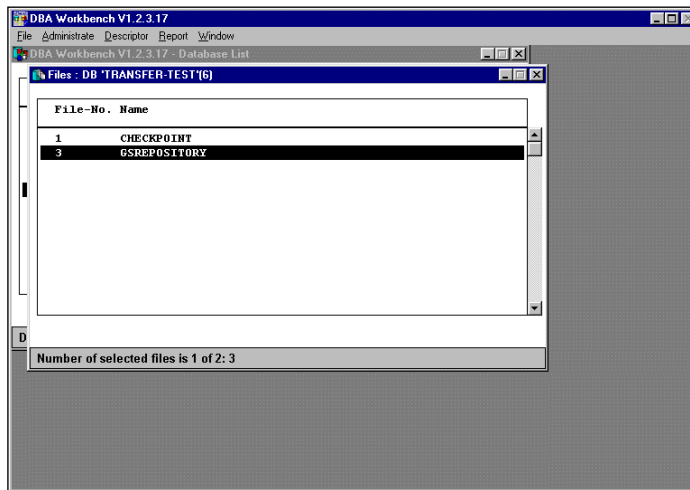 DBA Workbench V1.2.3.17
File Administrate Descriptor Report Window
DBA Workbench V1.2.3.17 - Database List
Files : DB 'TRANSFER-TEST'(6)
File-No. Name
1 CHECKPOINT
3 GSREPOSITORY
D
Number of selected files is 1 of 2: 3